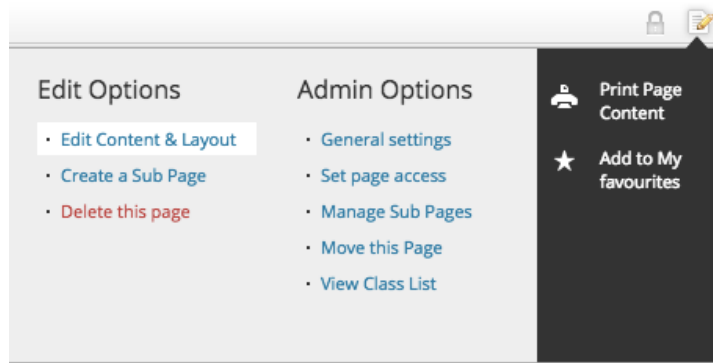 Edit Options
Edit Content & Layout
Create a Sub Page
Delete this page
Admin Options
General settings
Set page access
Manage Sub Pages
Move this Page
View Class List
Print Page
Content
Add to My
favourites